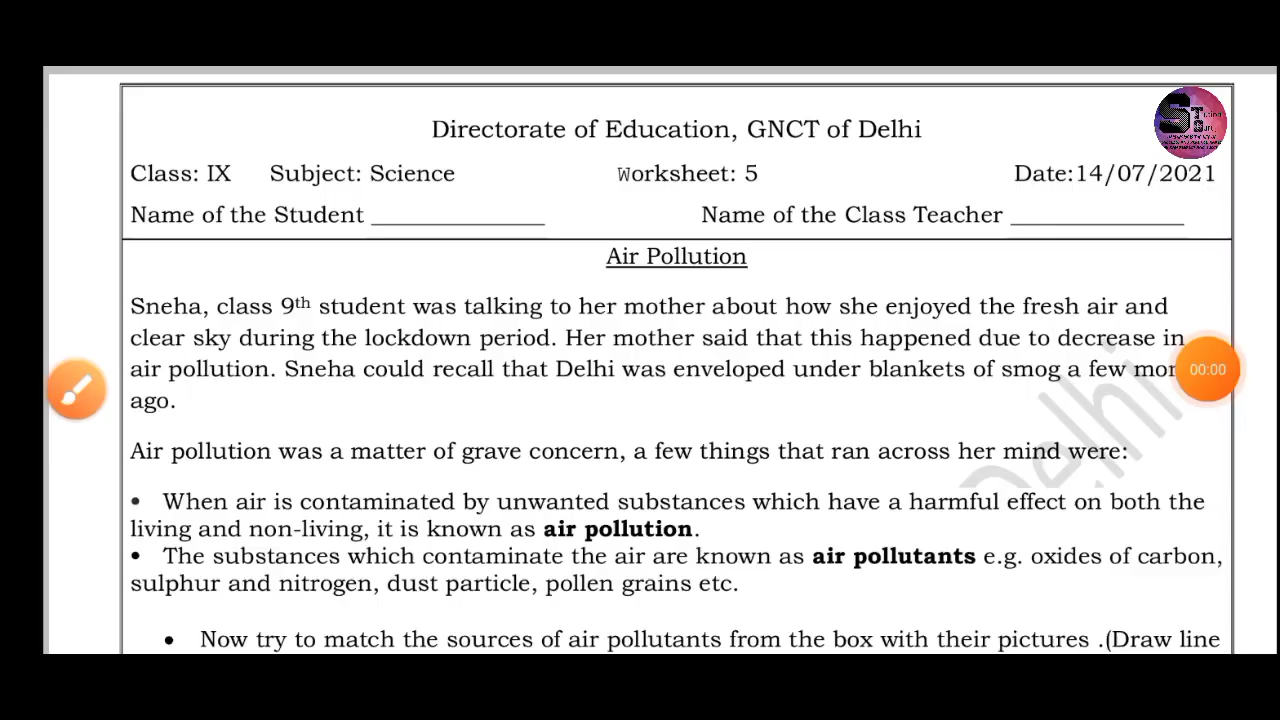 Directorate of Education, GNCT of Delhi
Class: IX Subject: Science Worksheet: 5 Date:14/07/2021
Name of the Student ______________ Name of the Class Teacher ______________
Air Pollution
Sneha, class 9th student was talking to her mother about how she enjoyed the fresh air and
clear sky during the lockdown period. Her mother said that this happened due to decrease in
air pollution. Sneha could recall that Delhi was enveloped under blankets of smog a few
00:00
ago.
Air pollution was a matter of grave concern, a few things that ran across her mind were:
• When air is contaminated by unwanted substances which have a harmful effect on both the
living and non-living, it is known as air pollution.
• The substances which contaminate the air are known as air pollutants e.g. oxides of carbon,
sulphur and nitrogen, dust particle, pollen grains etc.
• Now try to match the sources of air pollutants from the box with their pictures .(Draw line
Delhi